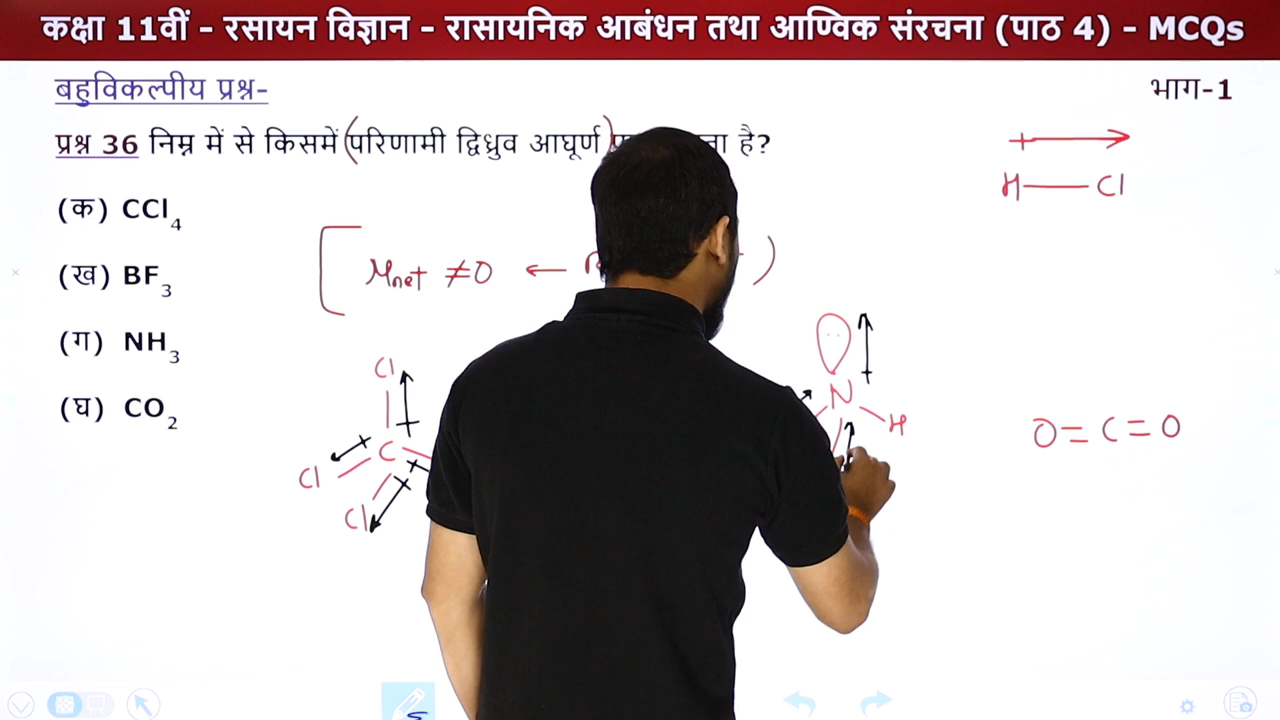 कक्षा 11वीं - रसायन विज्ञान - रासायनिक आबंधन तथा आण्विक संरचना (पाठ 4) - MCQs
बहुविकल्पीय प्रश्न-
भाग-1
प्रश्न 36 निम्न में से किसमें (परिणामी द्विध्रुव आघूर्ण) है?
H — Cl
(क) CCl₄
(ख) BF₃
(ग) NH₃
(घ) CO₂
[ μnet ≠ 0 ← )
Cl
C
Cl
Cl
N
H
O = C = O